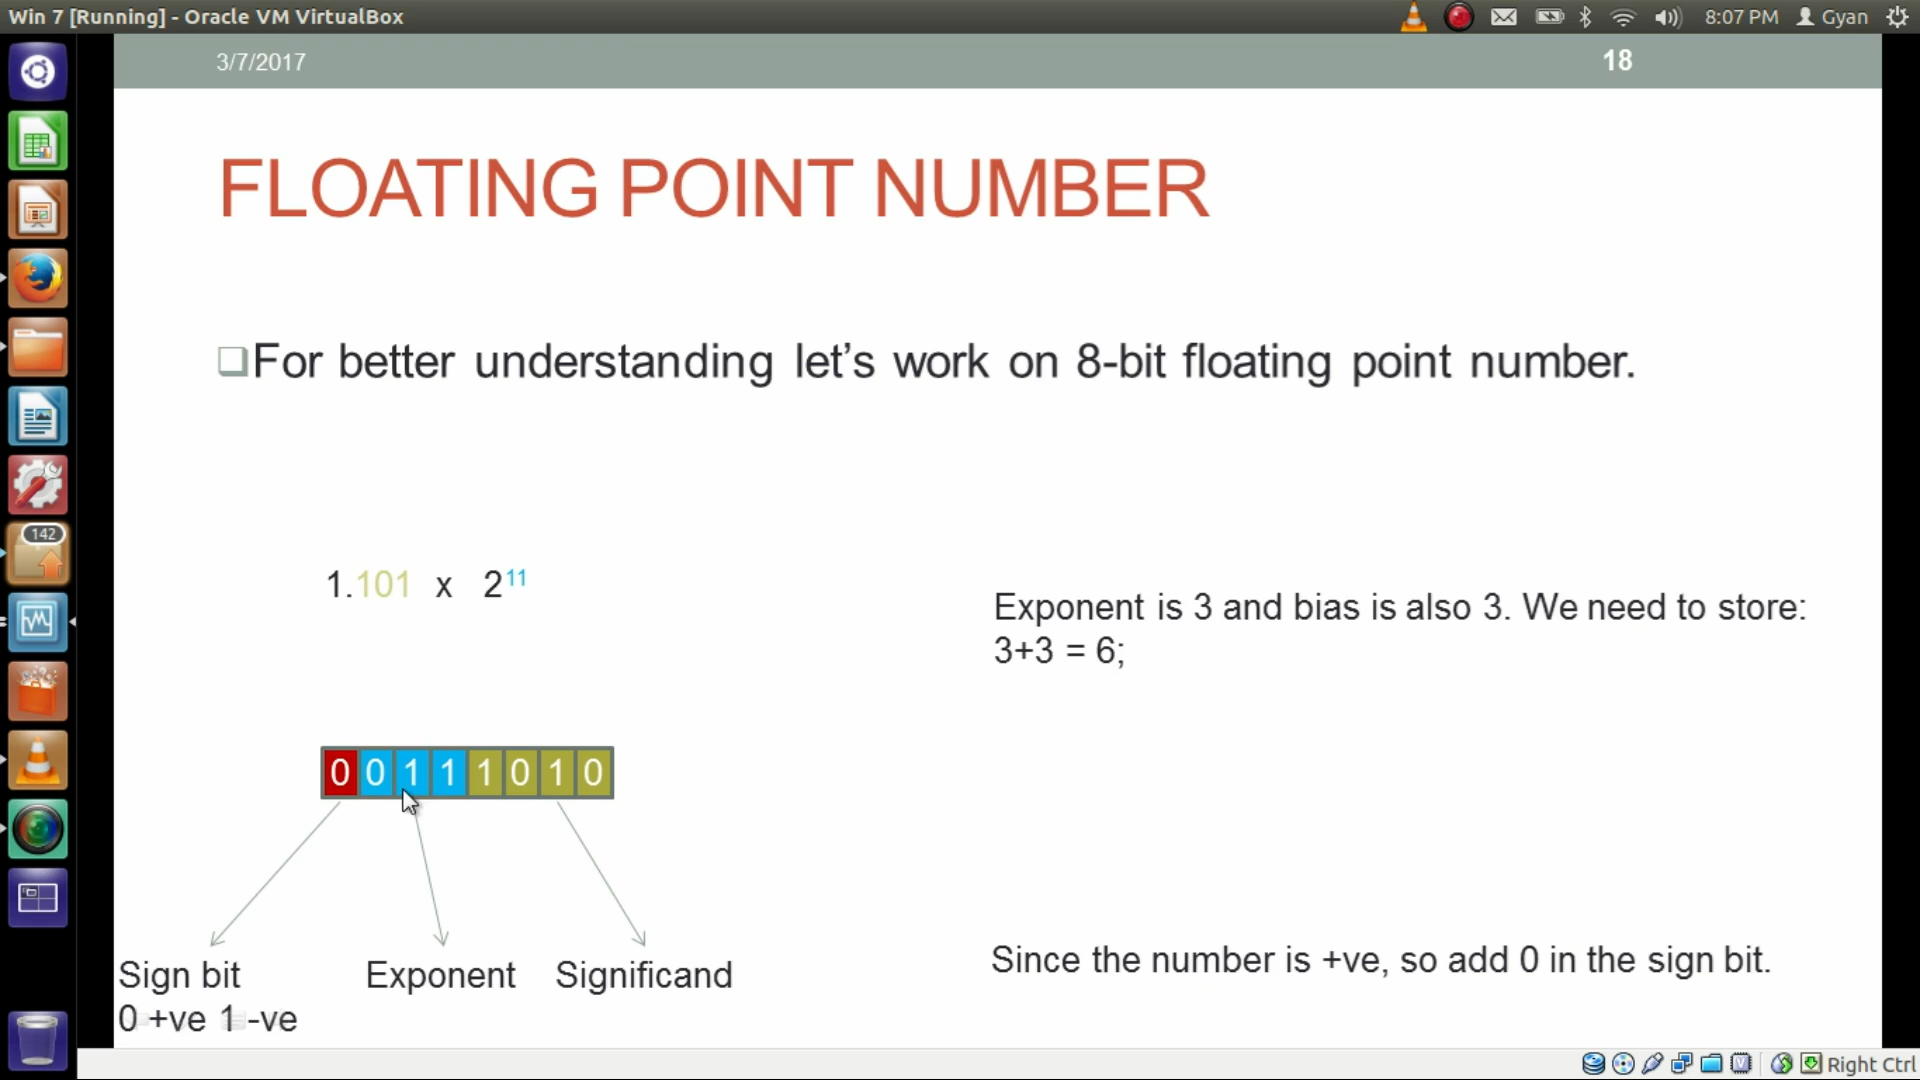 Win 7 [Running] - Oracle VM VirtualBox
8:07 PM Gyan
3/7/2017
18
FLOATING POINT NUMBER
For better understanding let's work on 8-bit floating point number.
142
1.101 x 2¹¹
Exponent is 3 and bias is also 3. We need to store:
3+3 = 6;
0 0 1 1 1 0 1 0
Since the number is +ve, so add 0 in the sign bit.
Sign bit Exponent Significand
0 +ve 1 -ve
Right Ctrl